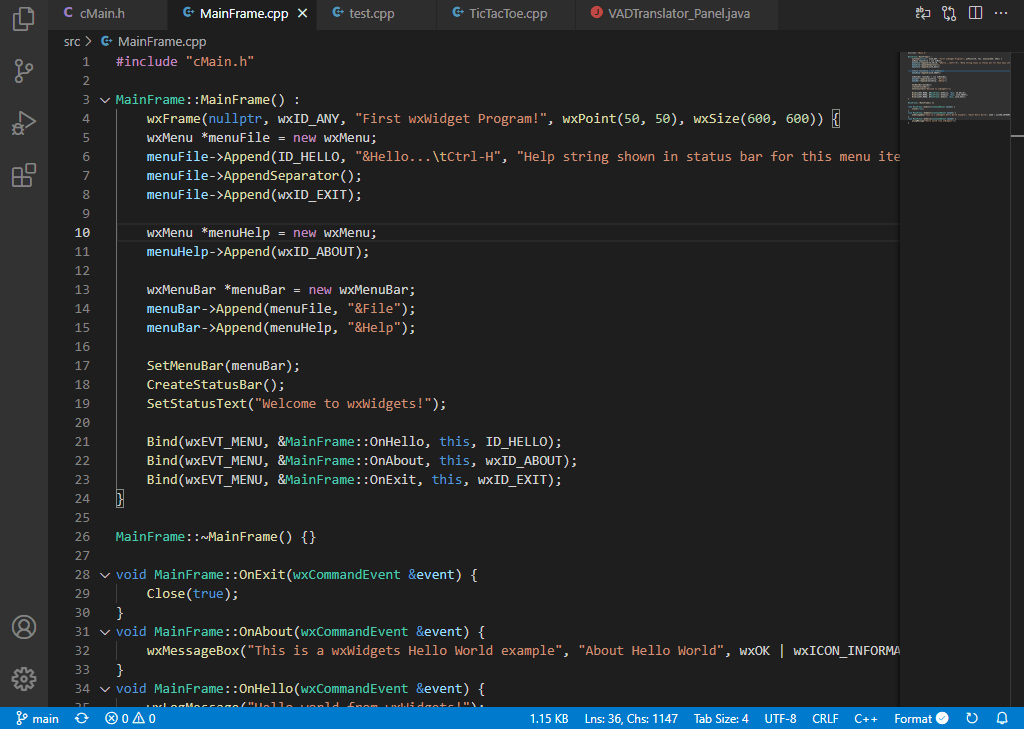 cMain.h MainFrame.cpp test.cpp TicTacToe.cpp VADTranslator_Panel.java
src > MainFrame.cpp
1 #include "cMain.h"
2
3 MainFrame::MainFrame() :
4 wxFrame(nullptr, wxID_ANY, "First wxWidget Program!", wxPoint(50, 50), wxSize(600, 600)) {
5 wxMenu *menuFile = new wxMenu;
6 menuFile->Append(ID_HELLO, "&Hello...\tCtrl-H", "Help string shown in status bar for this menu ite
7 menuFile->AppendSeparator();
8 menuFile->Append(wxID_EXIT);
9
10 wxMenu *menuHelp = new wxMenu;
11 menuHelp->Append(wxID_ABOUT);
12
13 wxMenuBar *menuBar = new wxMenuBar;
14 menuBar->Append(menuFile, "&File");
15 menuBar->Append(menuHelp, "&Help");
16
17 SetMenuBar(menuBar);
18 CreateStatusBar();
19 SetStatusText("Welcome to wxWidgets!");
20
21 Bind(wxEVT_MENU, &MainFrame::OnHello, this, ID_HELLO);
22 Bind(wxEVT_MENU, &MainFrame::OnAbout, this, wxID_ABOUT);
23 Bind(wxEVT_MENU, &MainFrame::OnExit, this, wxID_EXIT);
24 }
25
26 MainFrame::~MainFrame() {}
27
28 void MainFrame::OnExit(wxCommandEvent &event) {
29 Close(true);
30 }
31 void MainFrame::OnAbout(wxCommandEvent &event) {
32 wxMessageBox("This is a wxWidgets Hello World example", "About Hello World", wxOK | wxICON_INFORMA
33 }
34 void MainFrame::OnHello(wxCommandEvent &event) {
35 wxLogMessage("Hello world from wxWidgets!");
main 0 0 1.15 KB Lns: 36, Chs: 1147 Tab Size: 4 UTF-8 CRLF C++ Format